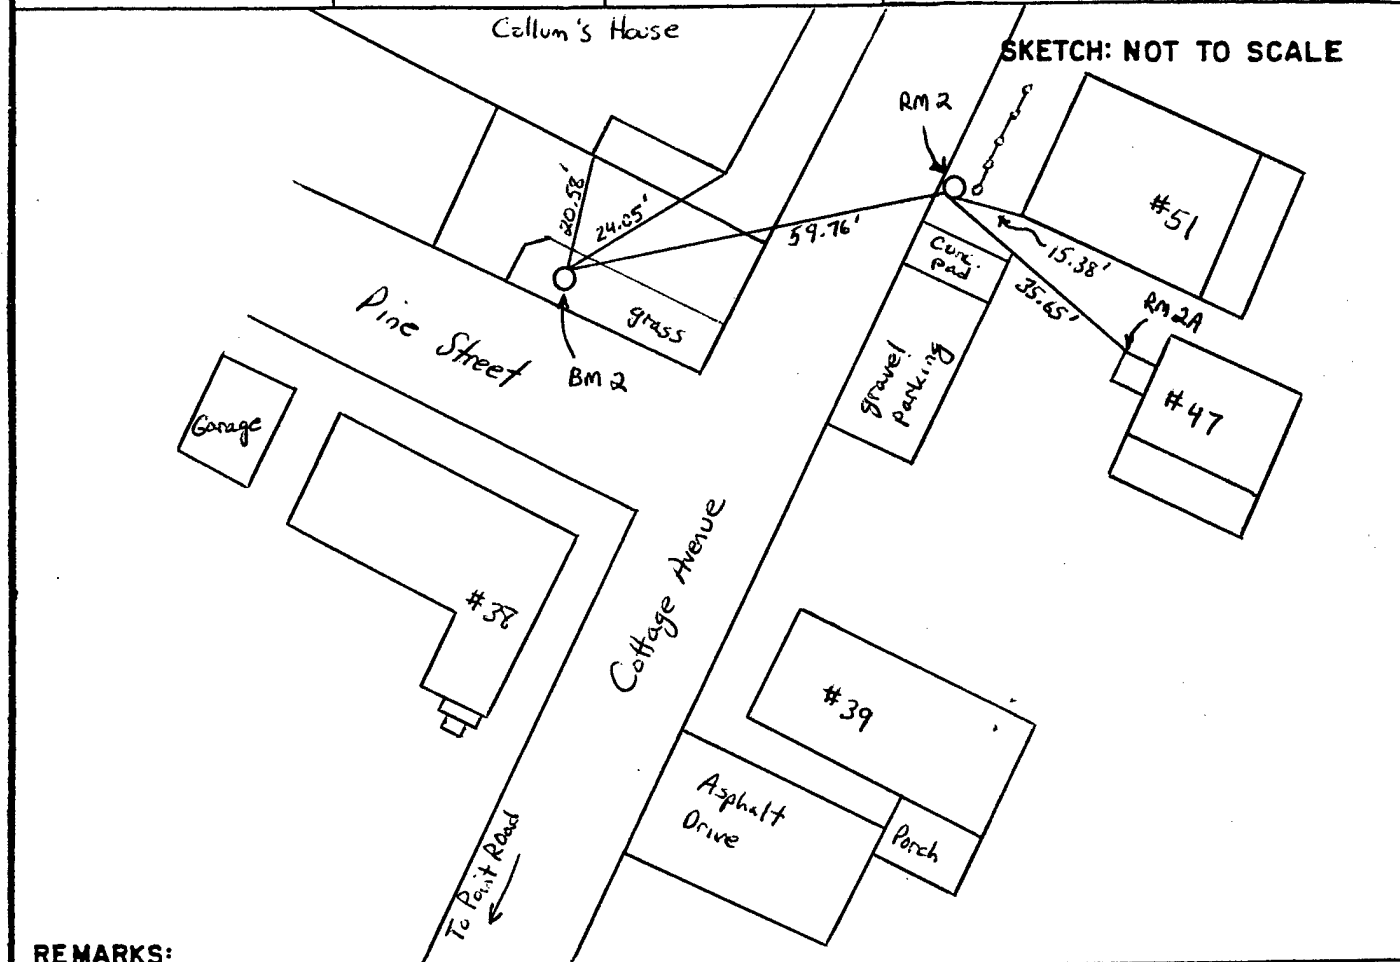 Callum's House
SKETCH: NOT TO SCALE
RM 2
#51
20.58'
24.05'
59.76'
Conc.
pad
15.38'
35.65'
RM 2A
grass
Pine Street
BM 2
gravel
parking
#47
Garage
#38
Cottage Avenue
#39
Asphalt
Drive
Porch
To Point Road
REMARKS: